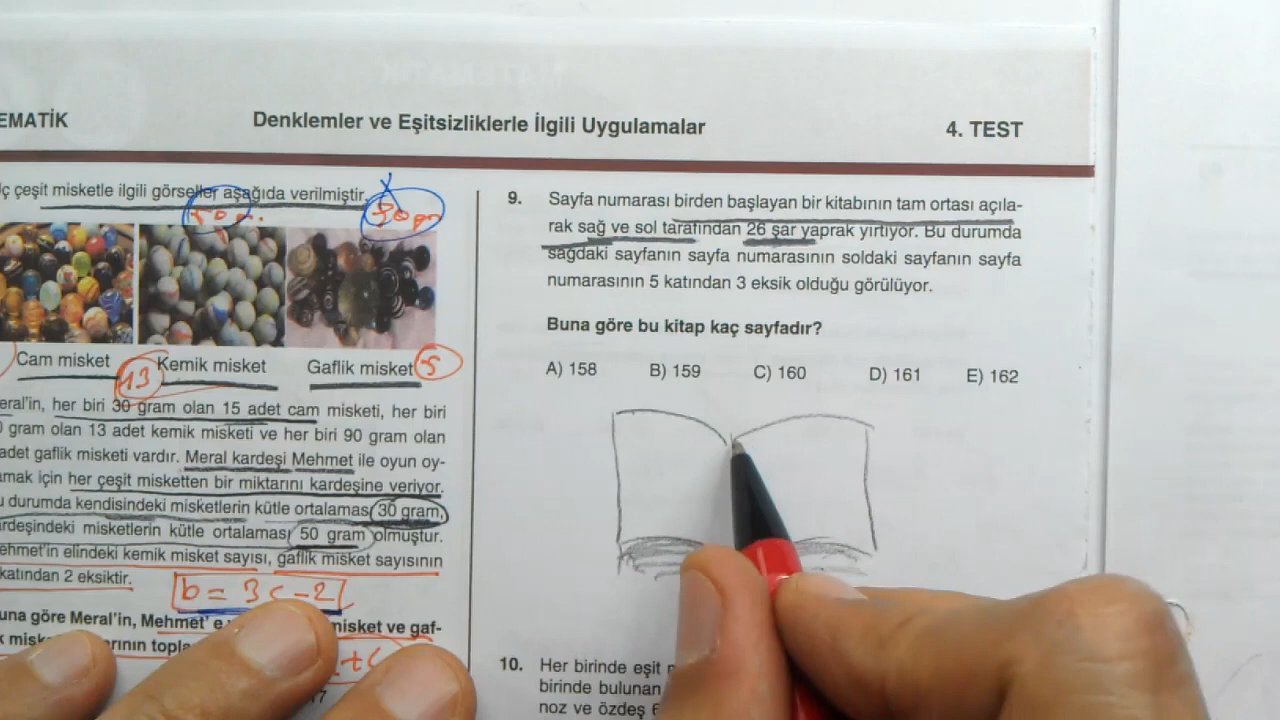 EMATİK
Denklemler ve Eşitsizliklerle İlgili Uygulamalar
4. TEST
ç çeşit misketle ilgili görseller aşağıda verilmiştir.
Cam misket
13
Kemik misket
Gaflik misket
5
eral'in, her biri 30 gram olan 15 adet cam misketi, her biri
0 gram olan 13 adet kemik misketi ve her biri 90 gram olan
adet gaflik misketi vardır. Meral kardeşi Mehmet ile oyun oy-
amak için her çeşit misketten bir miktarını kardeşine veriyor.
u durumda kendisindeki misketlerin kütle ortalaması 30 gram,
rdeşindeki misketlerin kütle ortalaması 50 gram olmuştur.
ehmet'in elindeki kemik misket sayısı, gaflik misket sayısının
katından 2 eksiktir.
b = 3c-2
una göre Meral'in, Mehmet'e misket ve gaf-
9. Sayfa numarası birden başlayan bir kitabının tam ortası açıla-
rak sağ ve sol tarafından 26 şar yaprak yırtıyor. Bu durumda
sağdaki sayfanın sayfa numarasının soldaki sayfanın sayfa
numarasının 5 katından 3 eksik olduğu görülüyor.
Buna göre bu kitap kaç sayfadır?
A) 158 B) 159 C) 160 D) 161 E) 162
10. Her birinde eşit
birinde bulunan
noz ve özdeş